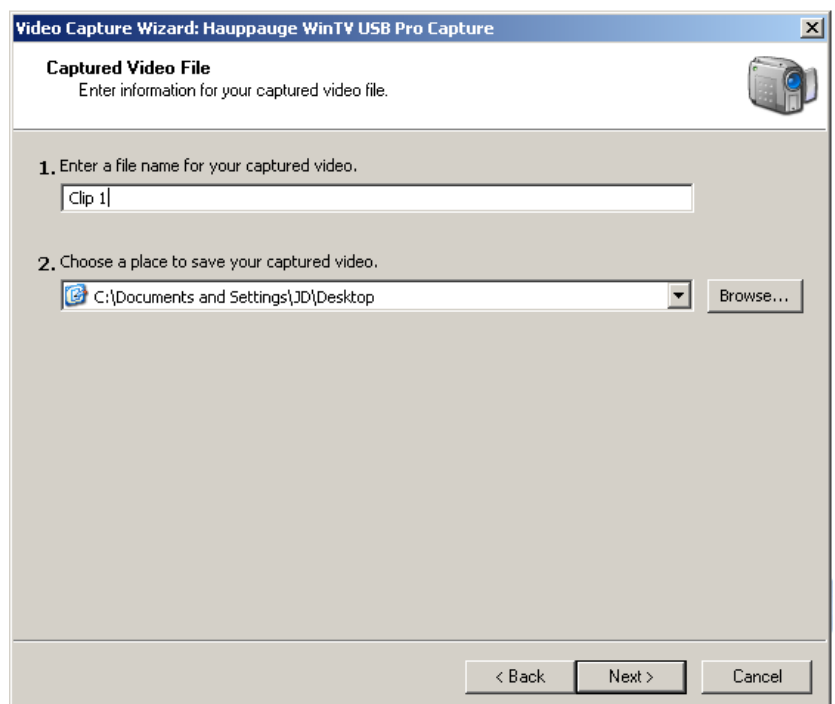 Video Capture Wizard: Hauppauge WinTV USB Pro Capture
Captured Video File
Enter information for your captured video file.
1. Enter a file name for your captured video.
Clip 1
2. Choose a place to save your captured video.
C:\Documents and Settings\JD\Desktop
Browse...
< Back
Next >
Cancel